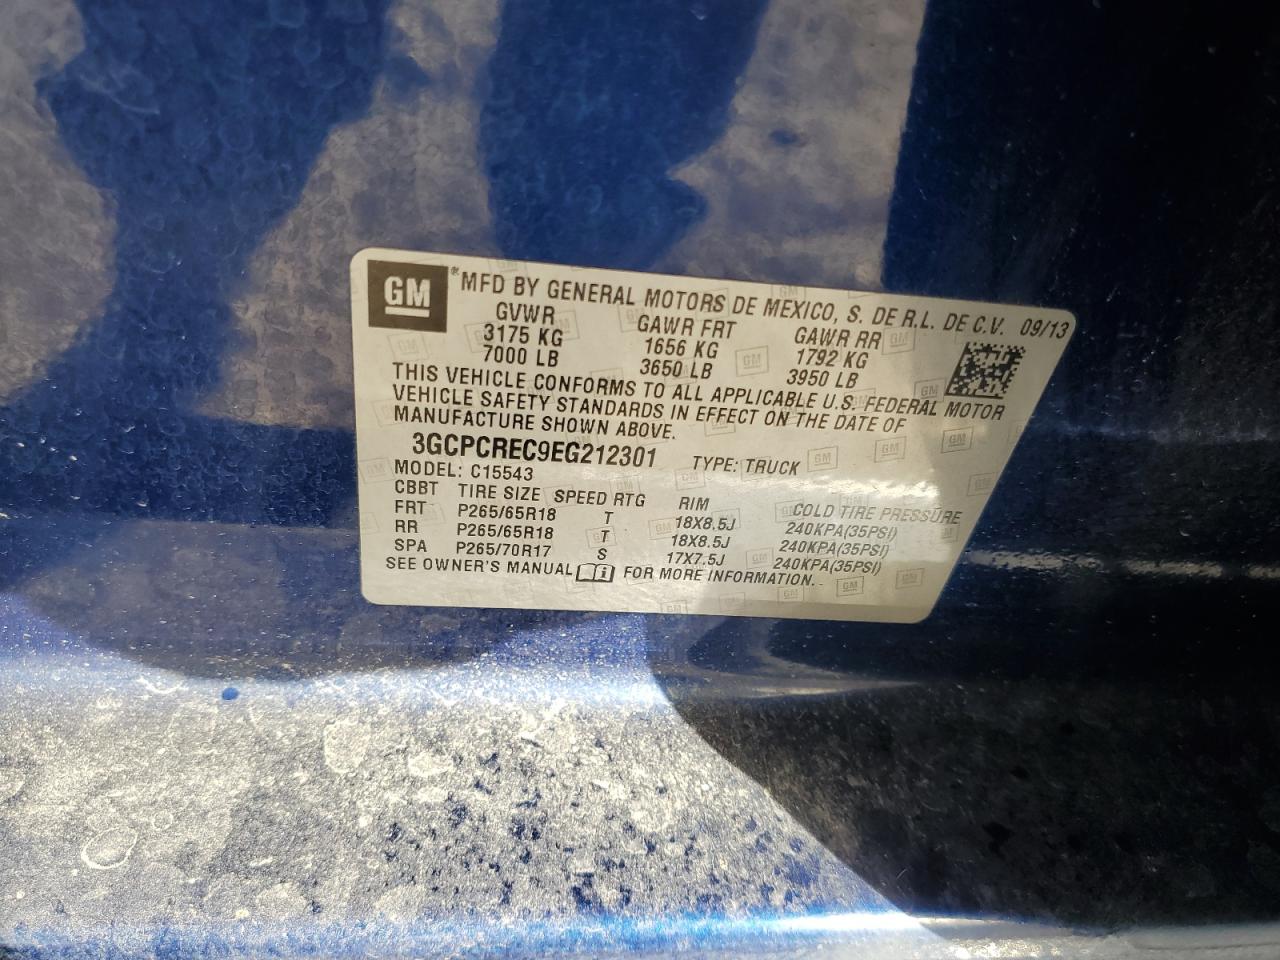 GM® MFD BY GENERAL MOTORS DE MEXICO, S. DE R.L. DE C.V. 09/13
GVWR GAWR FRT GAWR RR
3175 KG 1656 KG 1792 KG
7000 LB 3650 LB 3950 LB
THIS VEHICLE CONFORMS TO ALL APPLICABLE U.S. FEDERAL MOTOR
VEHICLE SAFETY STANDARDS IN EFFECT ON THE DATE OF
MANUFACTURE SHOWN ABOVE.
3GCPCREC9EG212301 TYPE: TRUCK
MODEL: C15543
CBBT TIRE SIZE SPEED RTG RIM COLD TIRE PRESSURE
FRT P265/65R18 T 18X8.5J 240KPA(35PSI)
RR P265/65R18 T 18X8.5J 240KPA(35PSI)
SPA P265/70R17 S 17X7.5J 240KPA(35PSI)
SEE OWNER'S MANUAL FOR MORE INFORMATION.